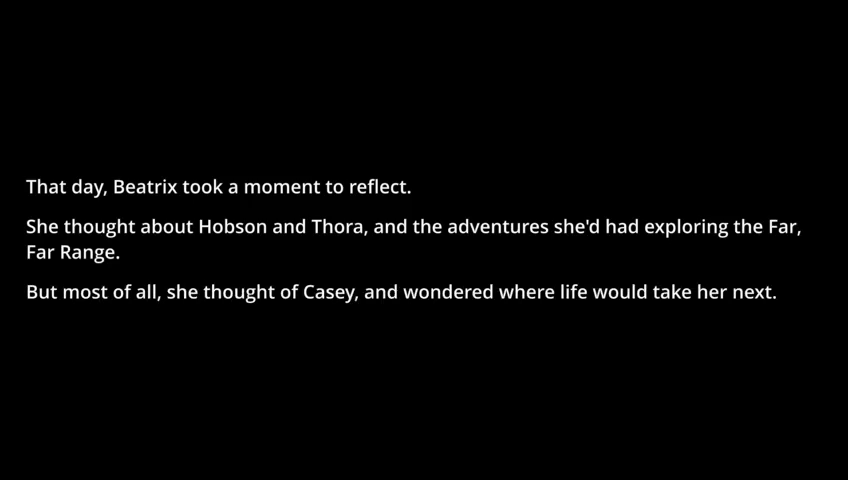 That day, Beatrix took a moment to reflect.
She thought about Hobson and Thora, and the adventures she'd had exploring the Far,
Far Range.
But most of all, she thought of Casey, and wondered where life would take her next.